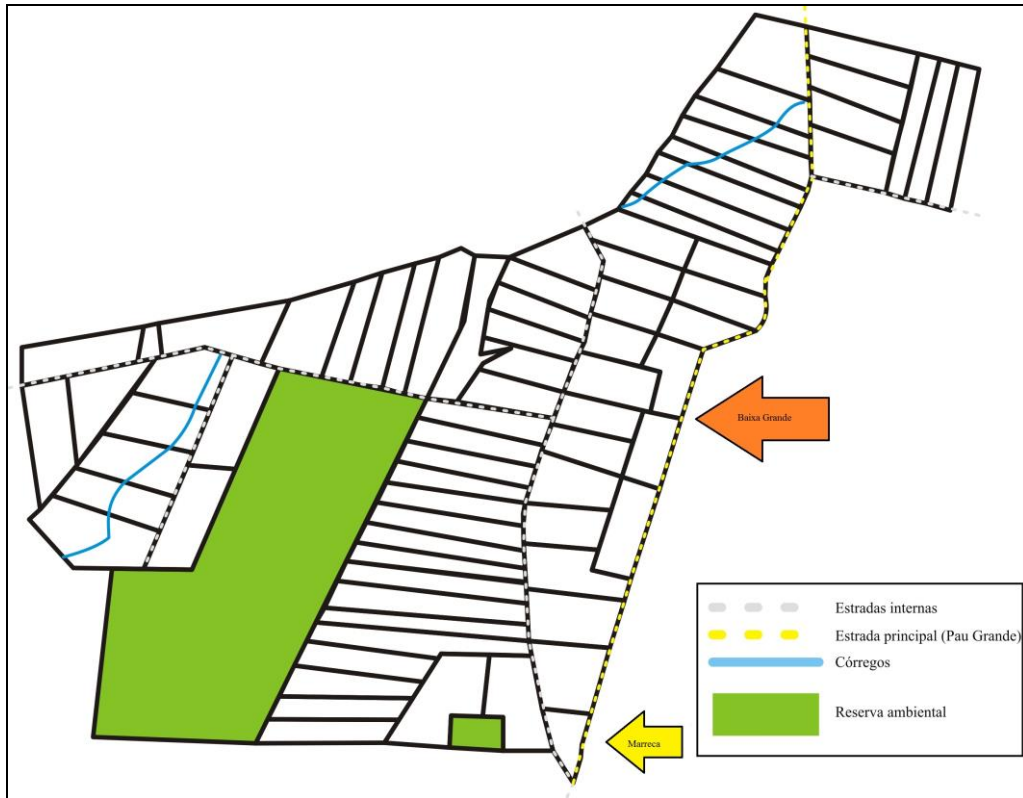 Baixa Grande
Estradas internas
Estrada principal (Pau Grande)
Córregos
Reserva ambiental
Marreca